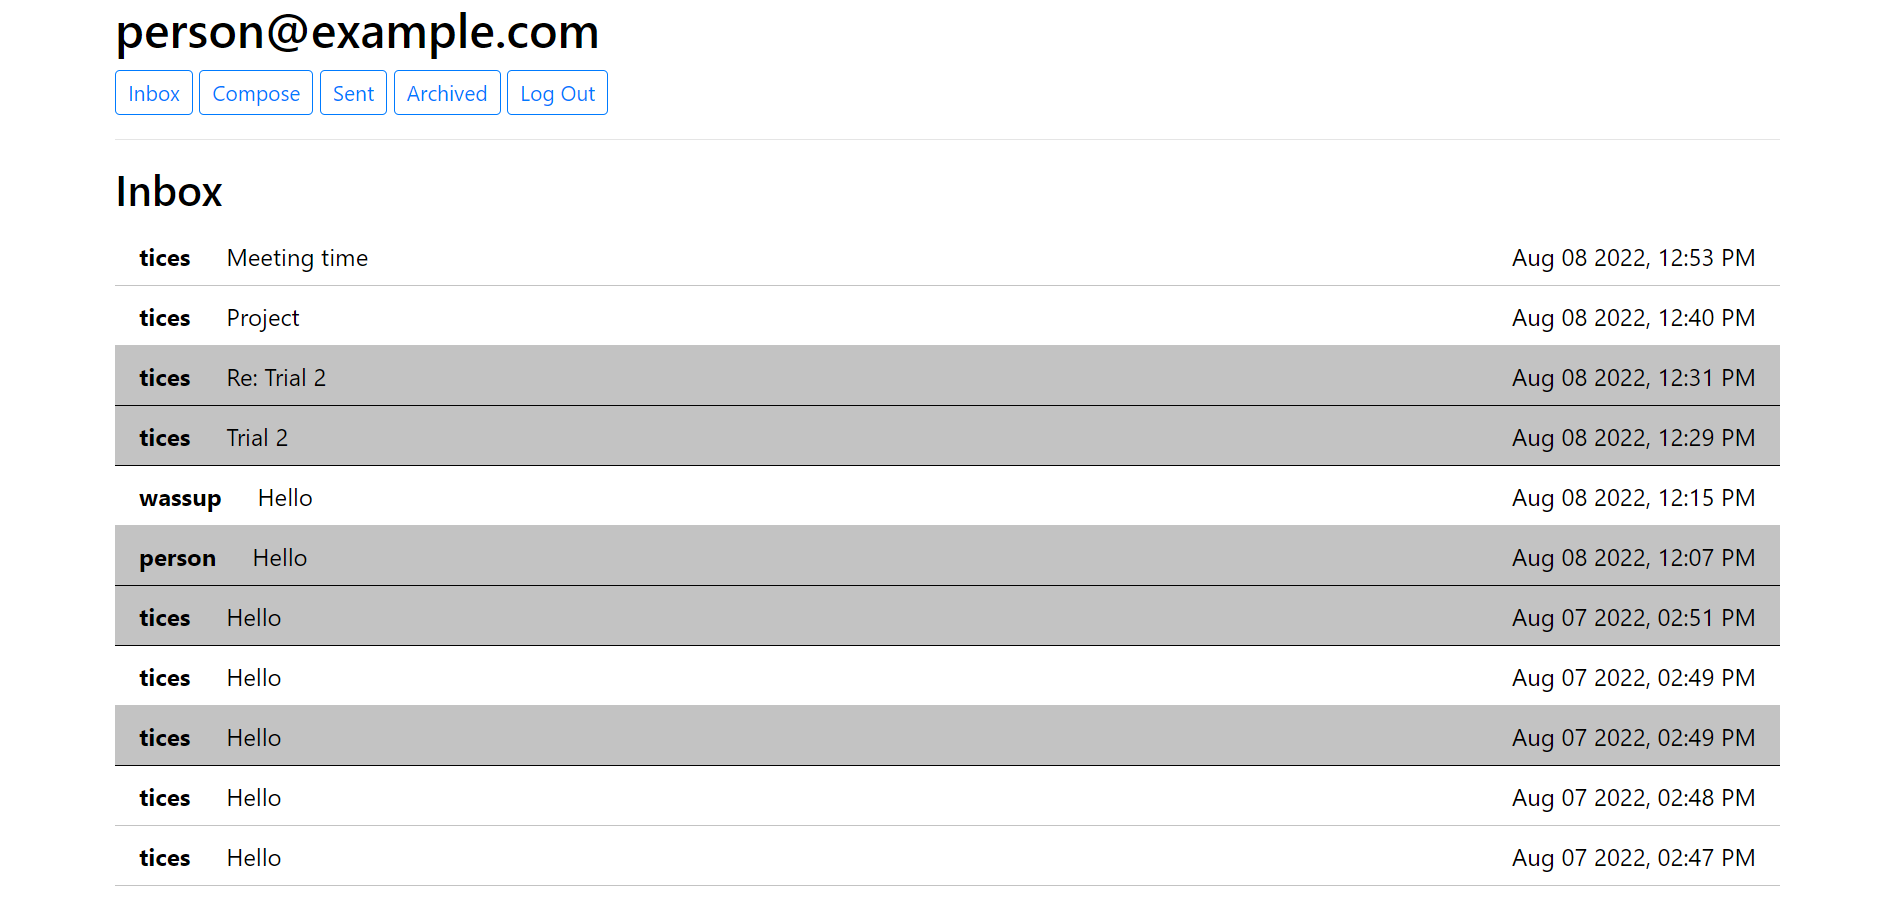 person@example.com
Inbox Compose Sent Archived Log Out
Inbox
tices Meeting time Aug 08 2022, 12:53 PM
tices Project Aug 08 2022, 12:40 PM
tices Re: Trial 2 Aug 08 2022, 12:31 PM
tices Trial 2 Aug 08 2022, 12:29 PM
wassup Hello Aug 08 2022, 12:15 PM
person Hello Aug 08 2022, 12:07 PM
tices Hello Aug 07 2022, 02:51 PM
tices Hello Aug 07 2022, 02:49 PM
tices Hello Aug 07 2022, 02:49 PM
tices Hello Aug 07 2022, 02:48 PM
tices Hello Aug 07 2022, 02:47 PM